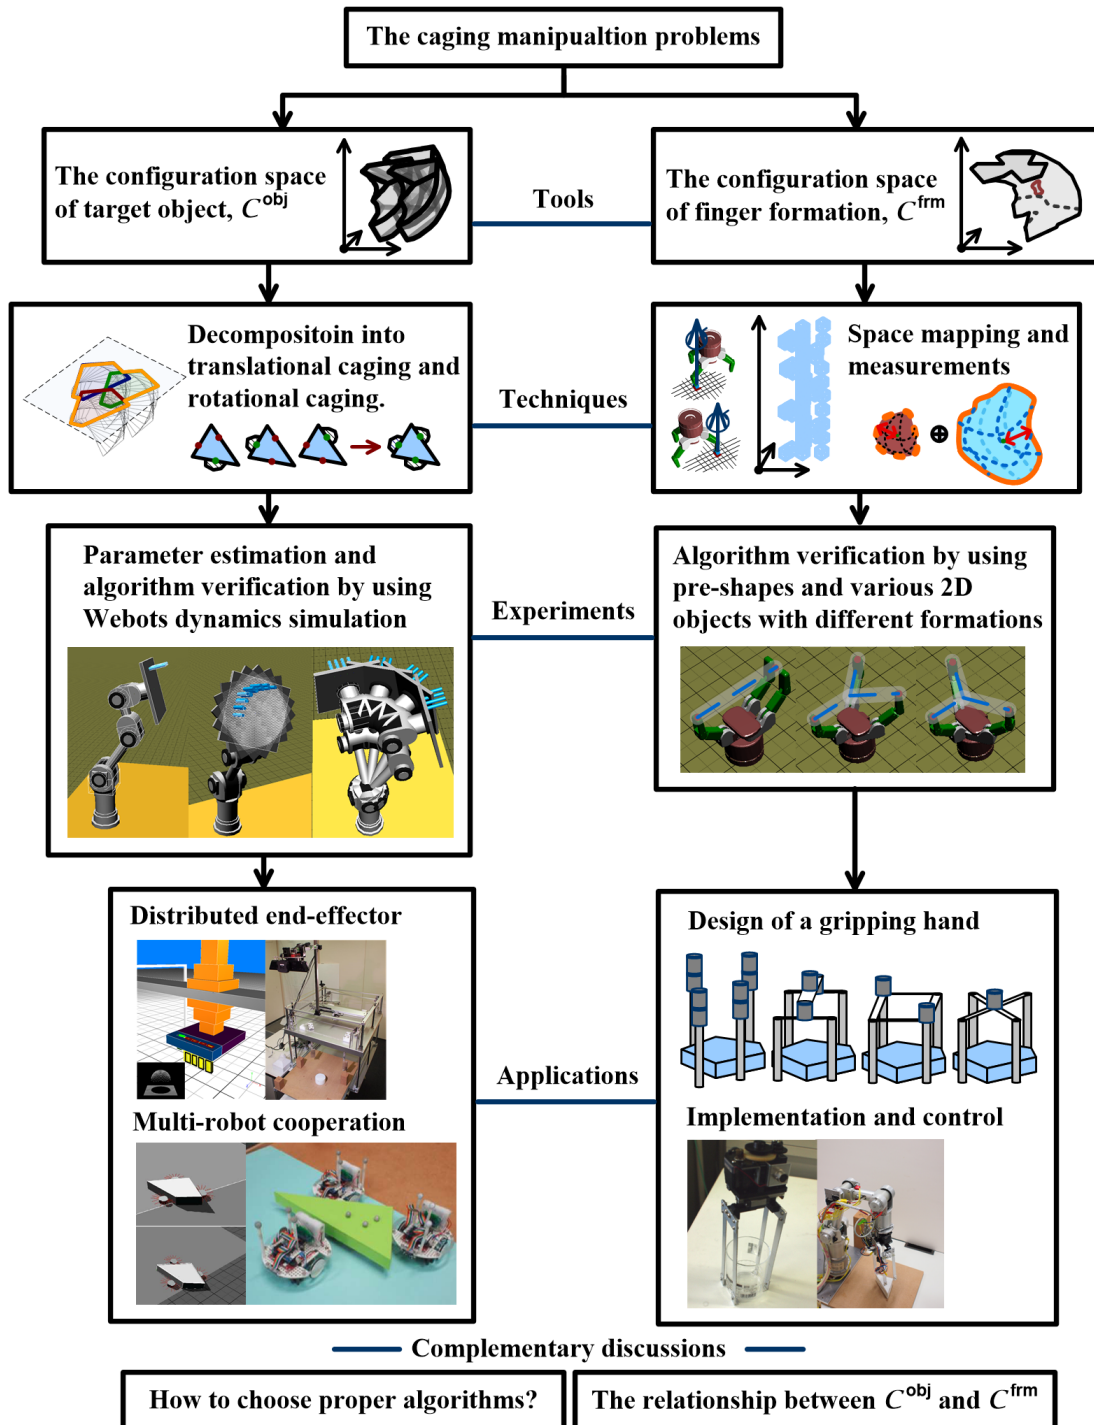 The caging manipualtion problems
The configuration space
of target object, C^obj
Tools
The configuration space
of finger formation, C^frm
Decompositoin into
translational caging and
rotational caging.
Techniques
Space mapping and
measurements
Parameter estimation and
algorithm verification by using
Webots dynamics simulation
Experiments
Algorithm verification by using
pre-shapes and various 2D
objects with different formations
Distributed end-effector
Multi-robot cooperation
Applications
Design of a gripping hand
Implementation and control
Complementary discussions
How to choose proper algorithms?
The relationship between C^obj and C^frm